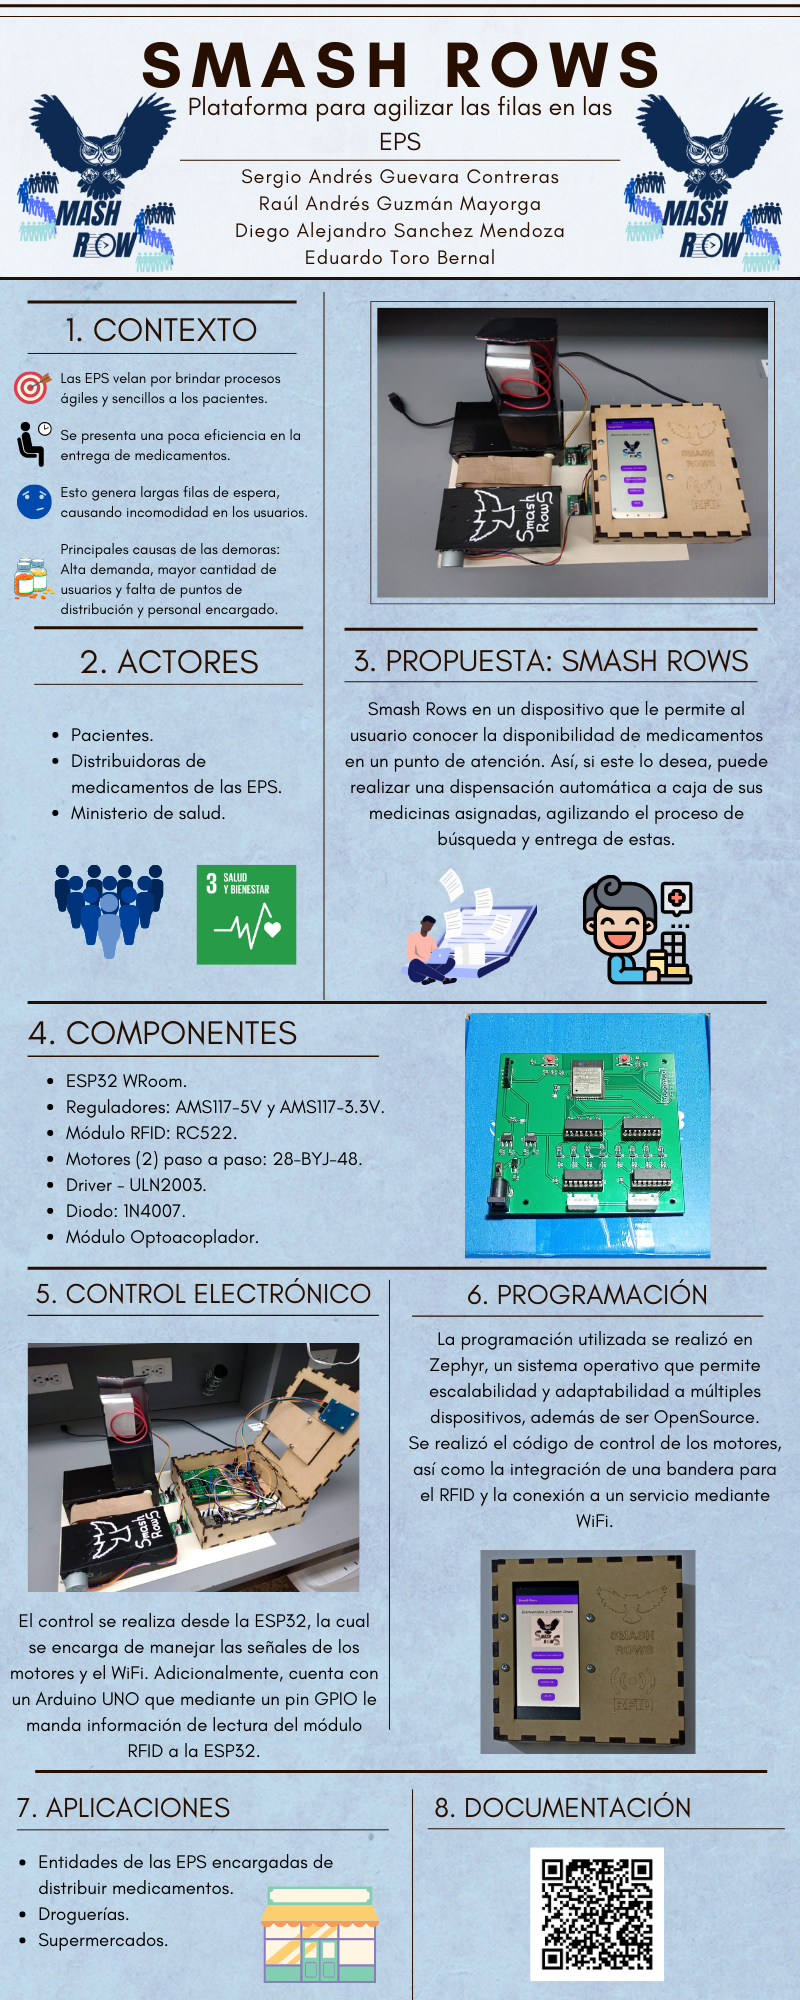 SMASH ROWS
Plataforma para agilizar las filas en las
EPS
Sergio Andrés Guevara Contreras
Raúl Andrés Guzmán Mayorga
Diego Alejandro Sanchez Mendoza
Eduardo Toro Bernal
MASH
ROW
MASH
ROW
1. CONTEXTO
Las EPS velan por brindar procesos
ágiles y sencillos a los pacientes.
Se presenta una poca eficiencia en la
entrega de medicamentos.
Esto genera largas filas de espera,
causando incomodidad en los usuarios.
Principales causas de las demoras:
Alta demanda, mayor cantidad de
usuarios y falta de puntos de
distribución y personal encargado.
Smash
Rows
SMASH
ROWS
RFID
2. ACTORES
Pacientes.
Distribuidoras de
medicamentos de las EPS.
Ministerio de salud.
3 SALUD
Y BIENESTAR
3. PROPUESTA: SMASH ROWS
Smash Rows en un dispositivo que le permite al
usuario conocer la disponibilidad de medicamentos
en un punto de atención. Así, si este lo desea, puede
realizar una dispensación automática a caja de sus
medicinas asignadas, agilizando el proceso de
búsqueda y entrega de estas.
4. COMPONENTES
ESP32 WRoom.
Reguladores: AMS117-5V y AMS117-3.3V.
Módulo RFID: RC522.
Motores (2) paso a paso: 28-BYJ-48.
Driver - ULN2003.
Diodo: 1N4007.
Módulo Optoacoplador.
5. CONTROL ELECTRÓNICO
Smash
Rows
El control se realiza desde la ESP32, la cual
se encarga de manejar las señales de los
motores y el WiFi. Adicionalmente, cuenta con
un Arduino UNO que mediante un pin GPIO le
manda información de lectura del módulo
RFID a la ESP32.
6. PROGRAMACIÓN
La programación utilizada se realizó en
Zephyr, un sistema operativo que permite
escalabilidad y adaptabilidad a múltiples
dispositivos, además de ser OpenSource.
Se realizó el código de control de los motores,
así como la integración de una bandera para
el RFID y la conexión a un servicio mediante
WiFi.
Bienvenidos a Smash Rows
SMASH
ROWS
RFID
7. APLICACIONES
Entidades de las EPS encargadas de
distribuir medicamentos.
Droguerías.
Supermercados.
8. DOCUMENTACIÓN